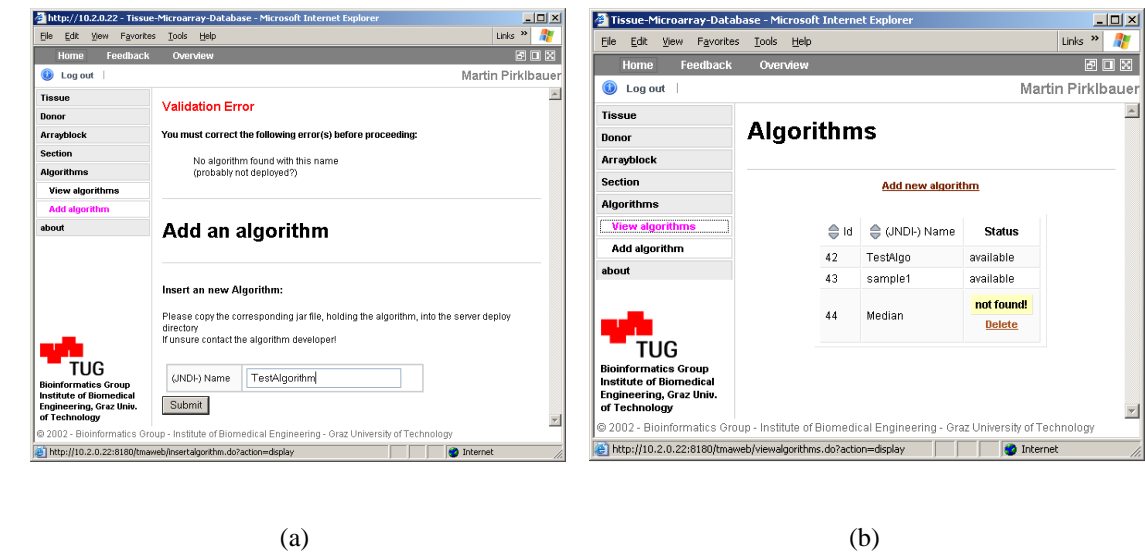 http://10.2.0.22 - Tissue-Microarray-Database - Microsoft Internet Explorer
File Edit View Favorites Tools Help Links »
Home Feedback Overview
Log out | Martin Pirklbauer
Tissue
Donor
Arrayblock
Section
Algorithms
View algorithms
Add algorithm
about
TUG
Bioinformatics Group
Institute of Biomedical
Engineering, Graz Univ.
of Technology
Validation Error
You must correct the following error(s) before proceeding:
No algorithm found with this name
(probably not deployed?)
Add an algorithm
Insert an new Algorithm:
Please copy the corresponding jar file, holding the algorithm, into the server deploy
directory
If unsure contact the algorithm developer!
(JNDI-) Name TestAlgorithm
Submit
© 2002 - Bioinformatics Group - Institute of Biomedical Engineering - Graz University of Technology
http://10.2.0.22:8180/tmaweb/insertalgorithm.do?action=display Internet
(a)
Tissue-Microarray-Database - Microsoft Internet Explorer
File Edit View Favorites Tools Help Links »
Home Feedback Overview
Log out | Martin Pirklbauer
Tissue
Donor
Arrayblock
Section
Algorithms
View algorithms
Add algorithm
about
TUG
Bioinformatics Group
Institute of Biomedical
Engineering, Graz Univ.
of Technology
Algorithms
Add new algorithm
Id (JNDI-) Name Status
42 TestAlgo available
43 sample1 available
44 Median not found!
Delete
© 2002 - Bioinformatics Group - Institute of Biomedical Engineering - Graz University of Technology
http://10.2.0.22:8180/tmaweb/viewalgorithms.do?action=display Internet
(b)